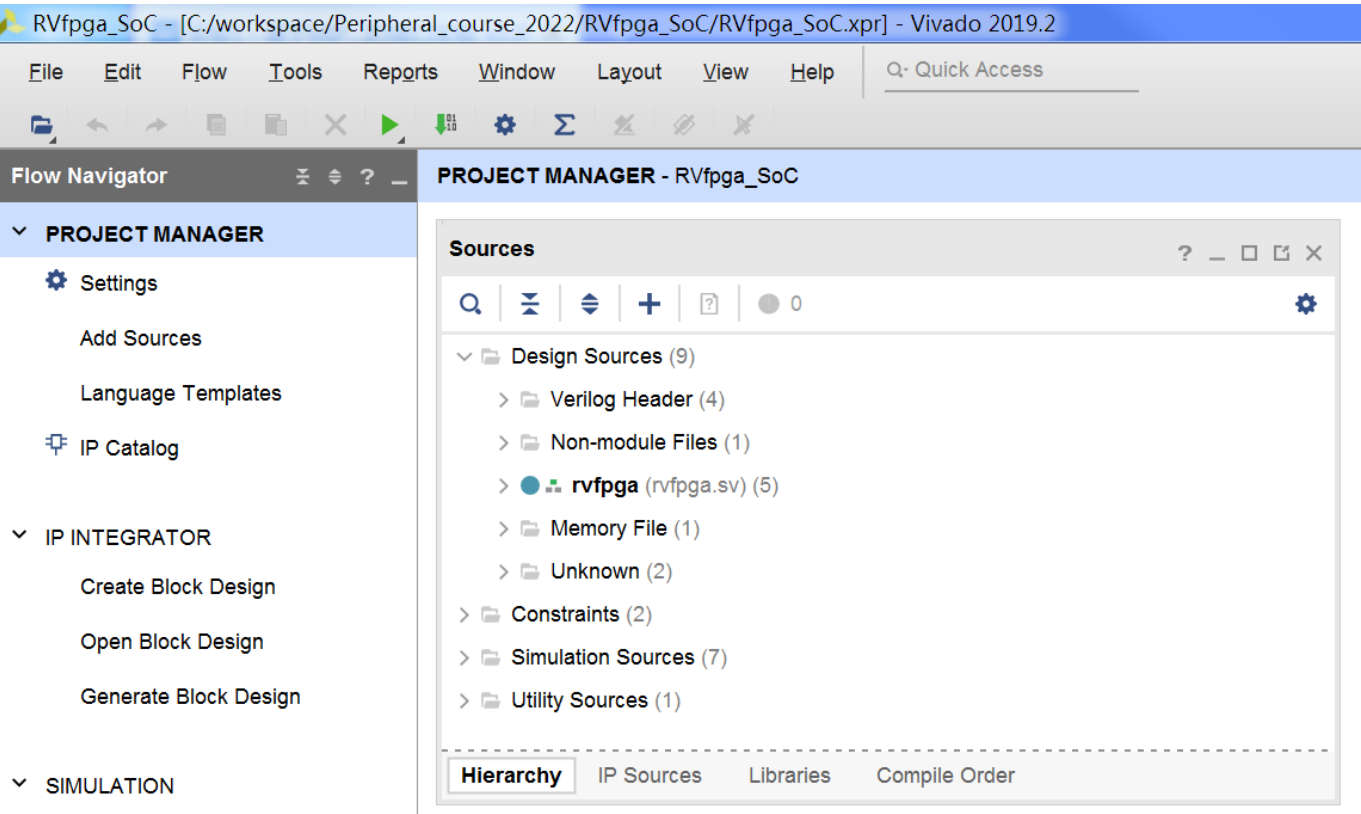 RVfpga_SoC - [C:/workspace/Peripheral_course_2022/RVfpga_SoC/RVfpga_SoC.xpr] - Vivado 2019.2
File Edit Flow Tools Reports Window Layout View Help Quick Access
Flow Navigator
PROJECT MANAGER
Settings
Add Sources
Language Templates
IP Catalog
IP INTEGRATOR
Create Block Design
Open Block Design
Generate Block Design
SIMULATION
PROJECT MANAGER - RVfpga_SoC
Sources
0
Design Sources (9)
Verilog Header (4)
Non-module Files (1)
rvfpga (rvfpga.sv) (5)
Memory File (1)
Unknown (2)
Constraints (2)
Simulation Sources (7)
Utility Sources (1)
Hierarchy IP Sources Libraries Compile Order